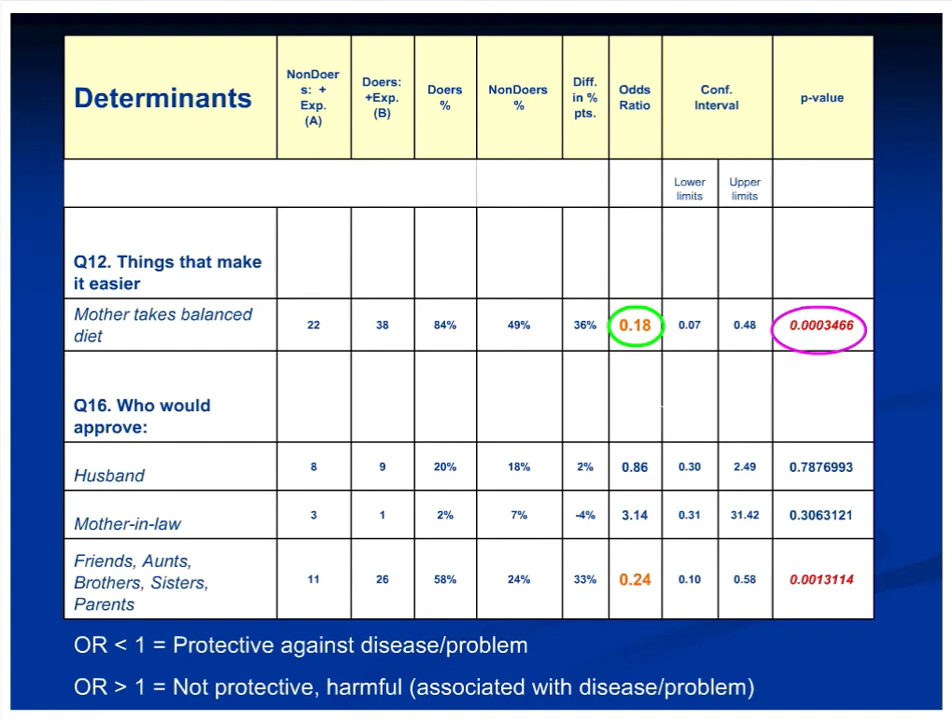 Determinants
NonDoer
s: +
Exp.
(A)
Doers:
+Exp.
(B)
Doers
%
NonDoers
%
Diff.
in %
pts.
Odds
Ratio
Conf.
Interval
p-value
Lower
limits
Upper
limits
Q12. Things that make
it easier
Mother takes balanced
diet
22 38 84% 49% 36% 0.18 0.07 0.48 0.0003466
Q16. Who would
approve:
Husband 8 9 20% 18% 2% 0.86 0.30 2.49 0.7876993
Mother-in-law 3 1 2% 7% -4% 3.14 0.31 31.42 0.3063121
Friends, Aunts,
Brothers, Sisters,
Parents
11 26 58% 24% 33% 0.24 0.10 0.58 0.0013114
OR < 1 = Protective against disease/problem
OR > 1 = Not protective, harmful (associated with disease/problem)